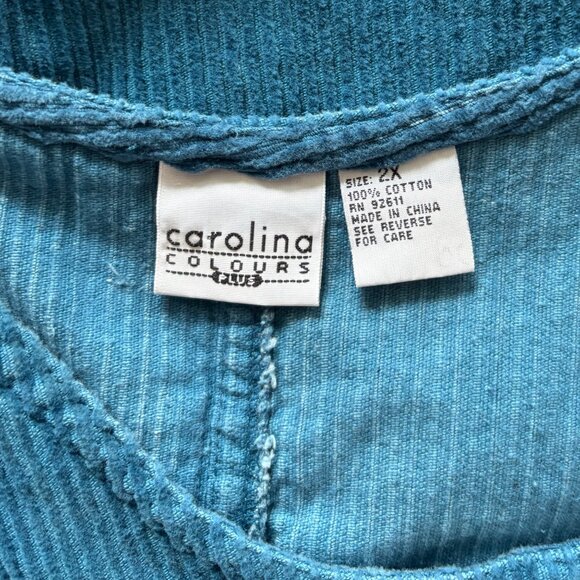 carolina
COLOURS
PLUS
SIZE: 2X
100% COTTON
RN 92611
MADE IN CHINA
SEE REVERSE
FOR CARE